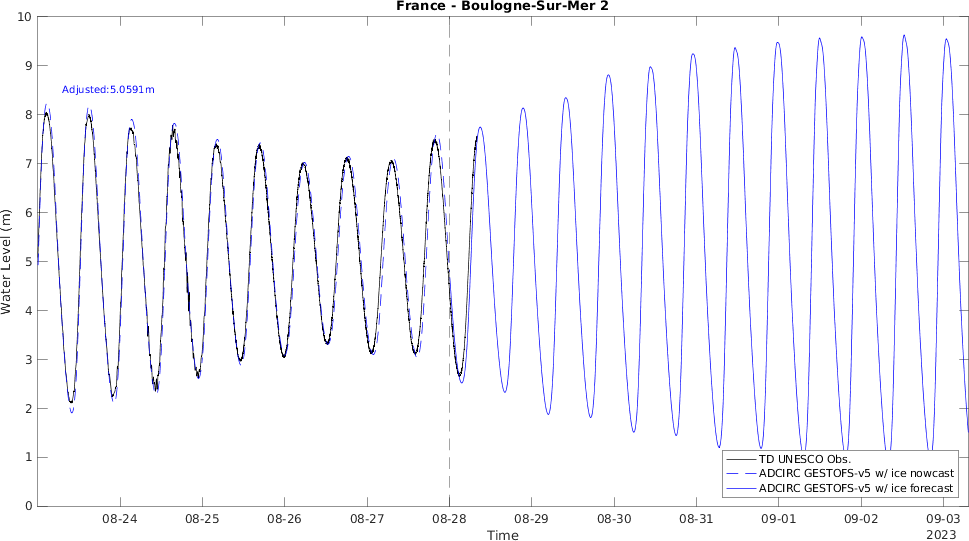 France - Boulogne-Sur-Mer 2
Adjusted:5.0591m
Water Level (m)
10
9
8
7
6
5
4
3
2
1
0
08-24 08-25 08-26 08-27 08-28 08-29 08-30 08-31 09-01 09-02 09-03
2023
Time
TD UNESCO Obs.
ADCIRC GESTOFS-v5 w/ ice nowcast
ADCIRC GESTOFS-v5 w/ ice forecast